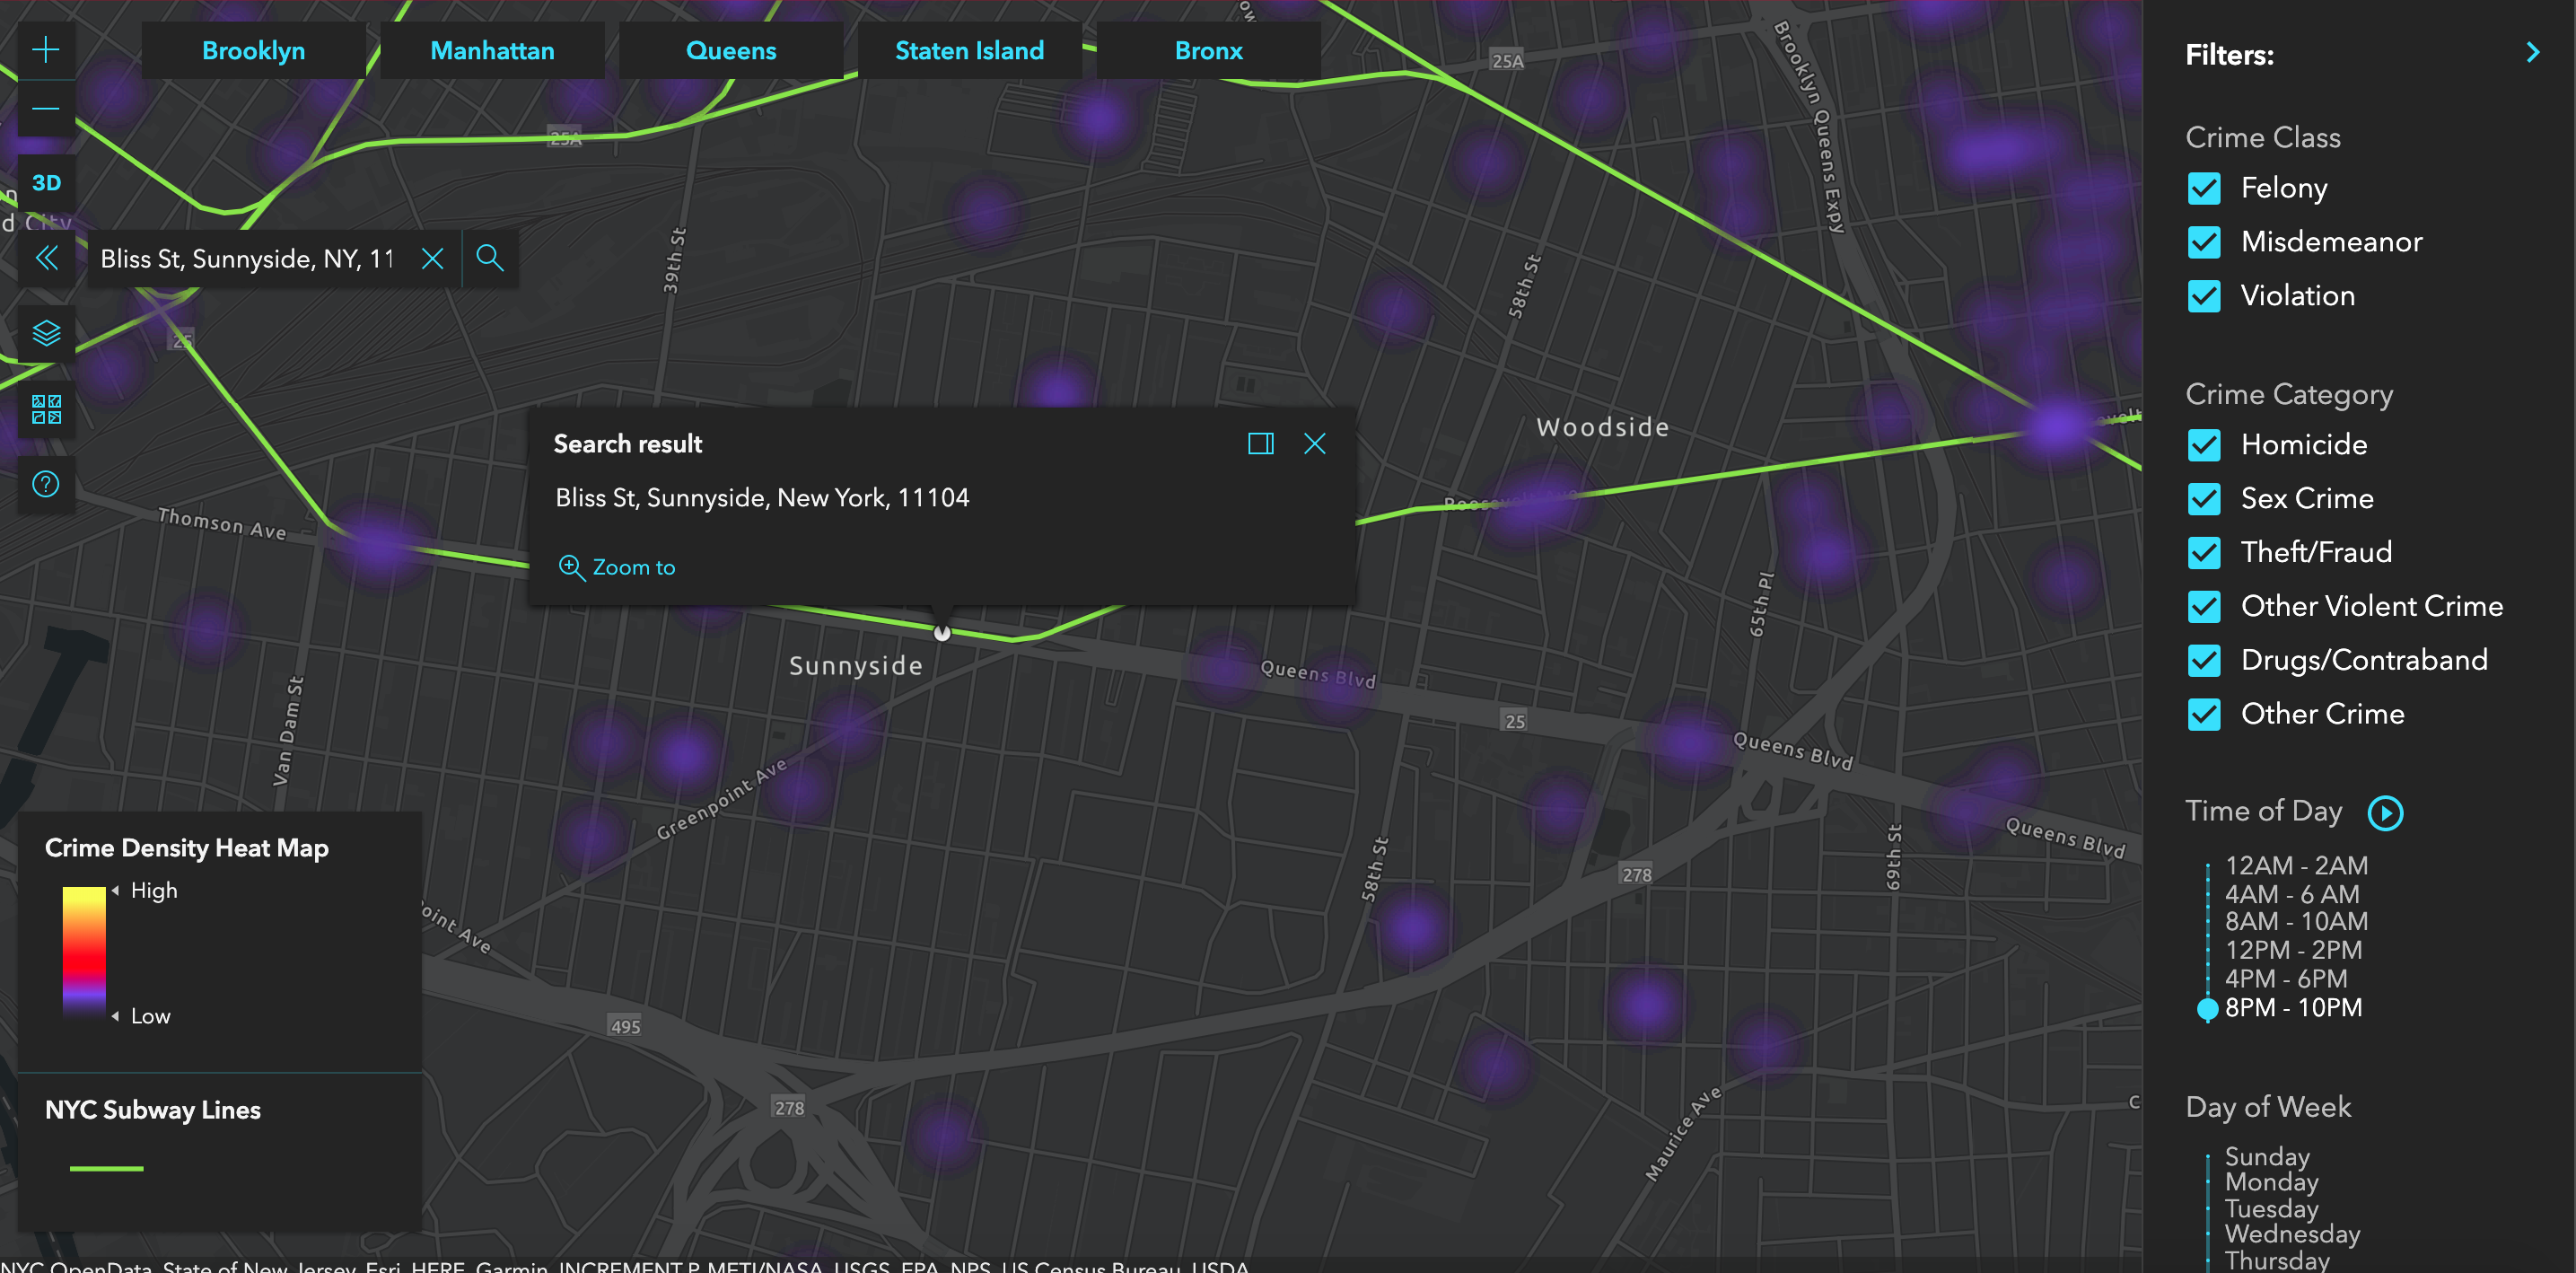 Brooklyn
Manhattan
Queens
Staten Island
Bronx
3D
Bliss St, Sunnyside, NY, 11
25A
25A
Brooklyn Queens Expy
39th St
58th St
25
Woodside
Thomson Ave
Search result
Bliss St, Sunnyside, New York, 11104
Zoom to
65th Pl
Sunnyside
Queens Blvd
25
Queens Blvd
Queens Blvd
Van Dam St
Greenpoint Ave
58th St
278
69th St
Point Ave
495
278
Maurice Ave
Crime Density Heat Map
High
Low
NYC Subway Lines
NYC OpenData, State of New Jersey, Esri, HERE, Garmin, INCREMENT P, METI/NASA, USGS, EPA, NPS, US Census Bureau, USDA
Filters:
Crime Class
Felony
Misdemeanor
Violation
Crime Category
Homicide
Sex Crime
Theft/Fraud
Other Violent Crime
Drugs/Contraband
Other Crime
Time of Day
12AM - 2AM
4AM - 6 AM
8AM - 10AM
12PM - 2PM
4PM - 6PM
8PM - 10PM
Day of Week
Sunday
Monday
Tuesday
Wednesday
Thursday